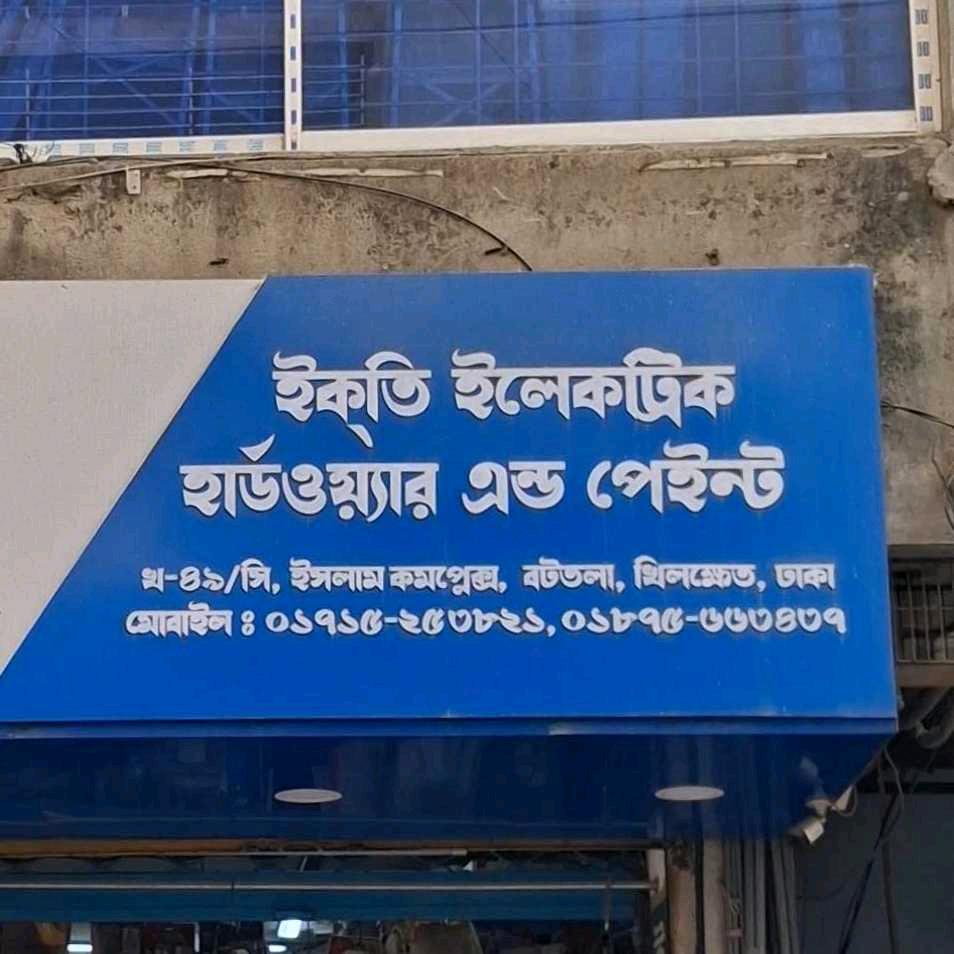 ইক্‌তি ইলেকট্রিক
হার্ডওয়্যার এন্ড পেইন্ট
খ-৪৯/সি, ইসলাম কমপ্লেক্স, বটতলা, খিলক্ষেত, ঢাকা
মোবাইল : ০১৭১৫-২৫৩৮২১, ০১৮৭৫-৬৬৩৪৩৭